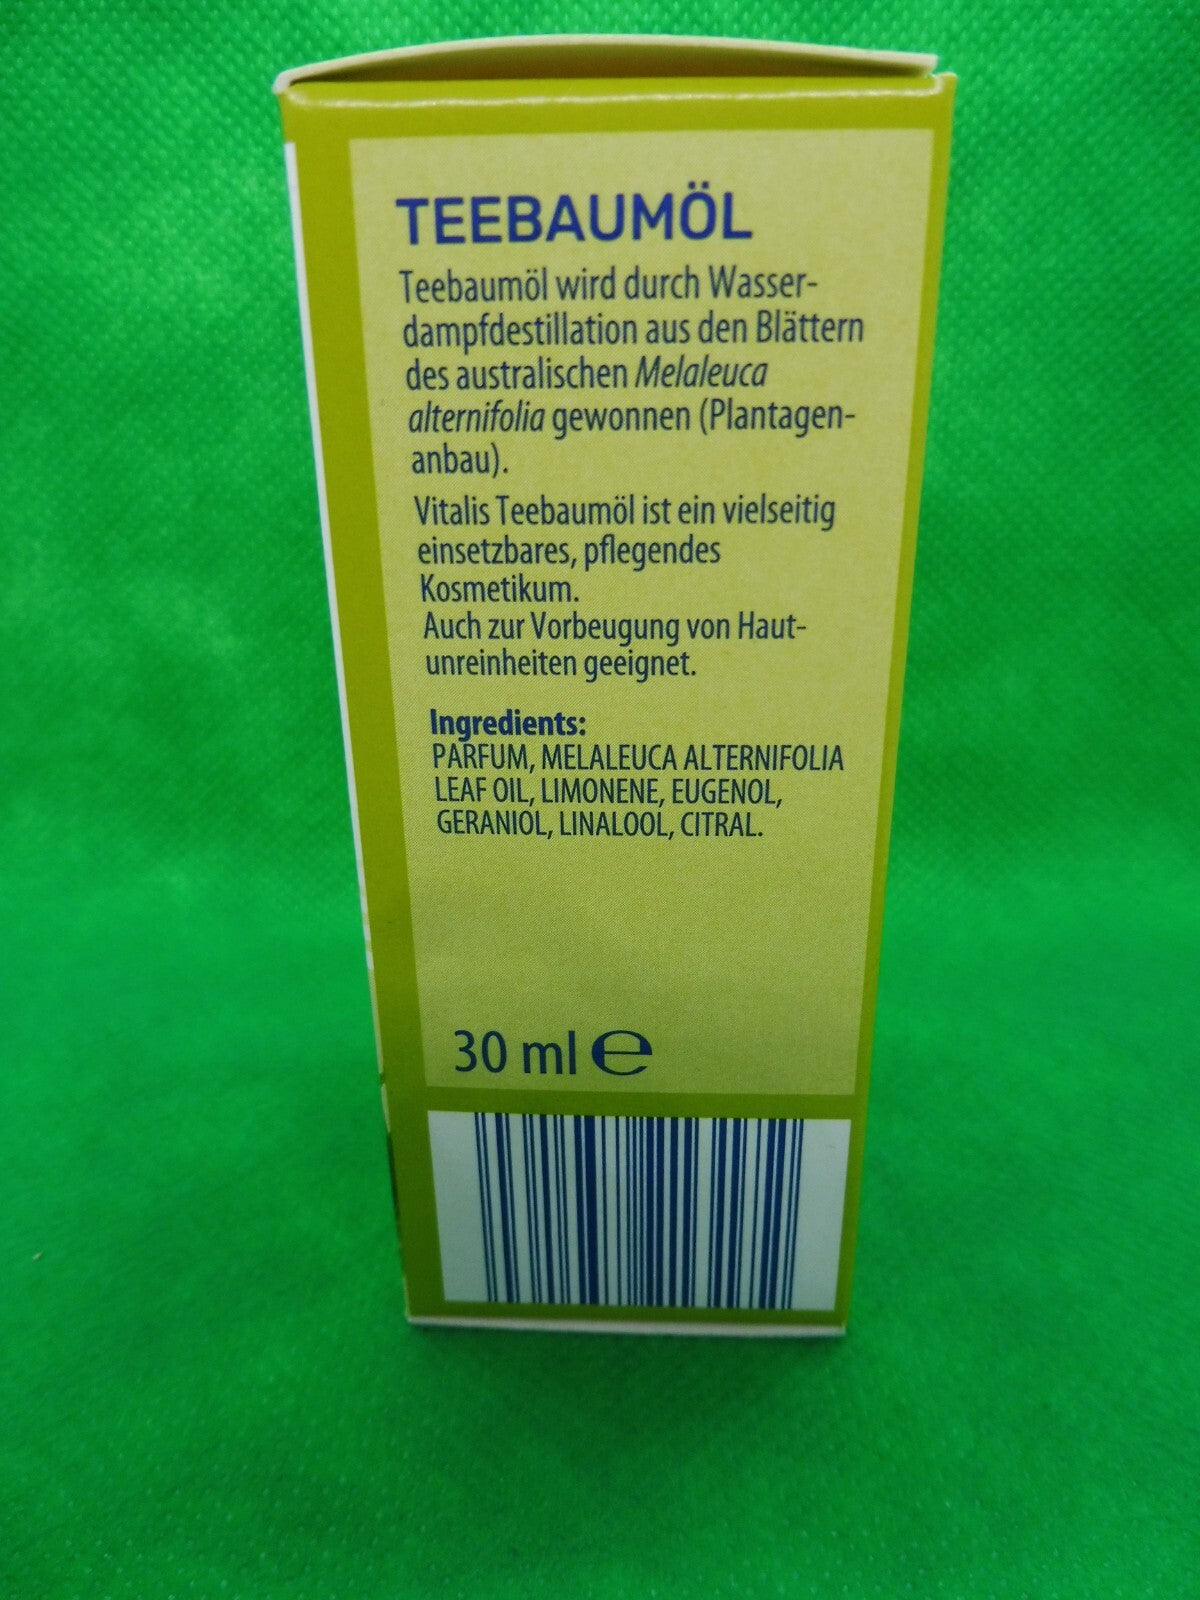 TEEBAUMÖL
Teebaumöl wird durch Wasser-
dampfdestillation aus den Blättern
des australischen Melaleuca
alternifolia gewonnen (Plantagen-
anbau).
Vitalis Teebaumöl ist ein vielseitig
einsetzbares, pflegendes
Kosmetikum.
Auch zur Vorbeugung von Haut-
unreinheiten geeignet.
Ingredients:
PARFUM, MELALEUCA ALTERNIFOLIA
LEAF OIL, LIMONENE, EUGENOL,
GERANIOL, LINALOOL, CITRAL.
30 ml ℮